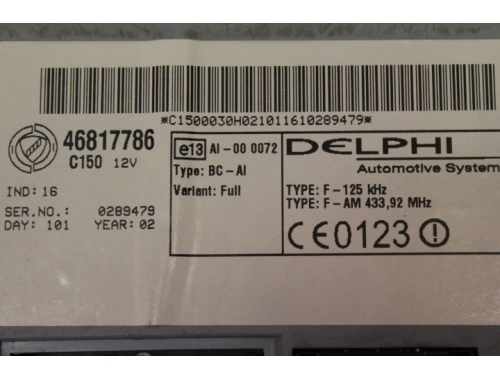 *C1500030H021011610289479*
46817786
C150 12V
IND: 16
SER.NO.: 0289479
DAY: 101 YEAR: 02
e13 AI-00 0072
Type: BC-AI
Variant: Full
DELPHI
Automotive System
TYPE: F-125 kHz
TYPE: F-AM 433,92 MHz
CE0123